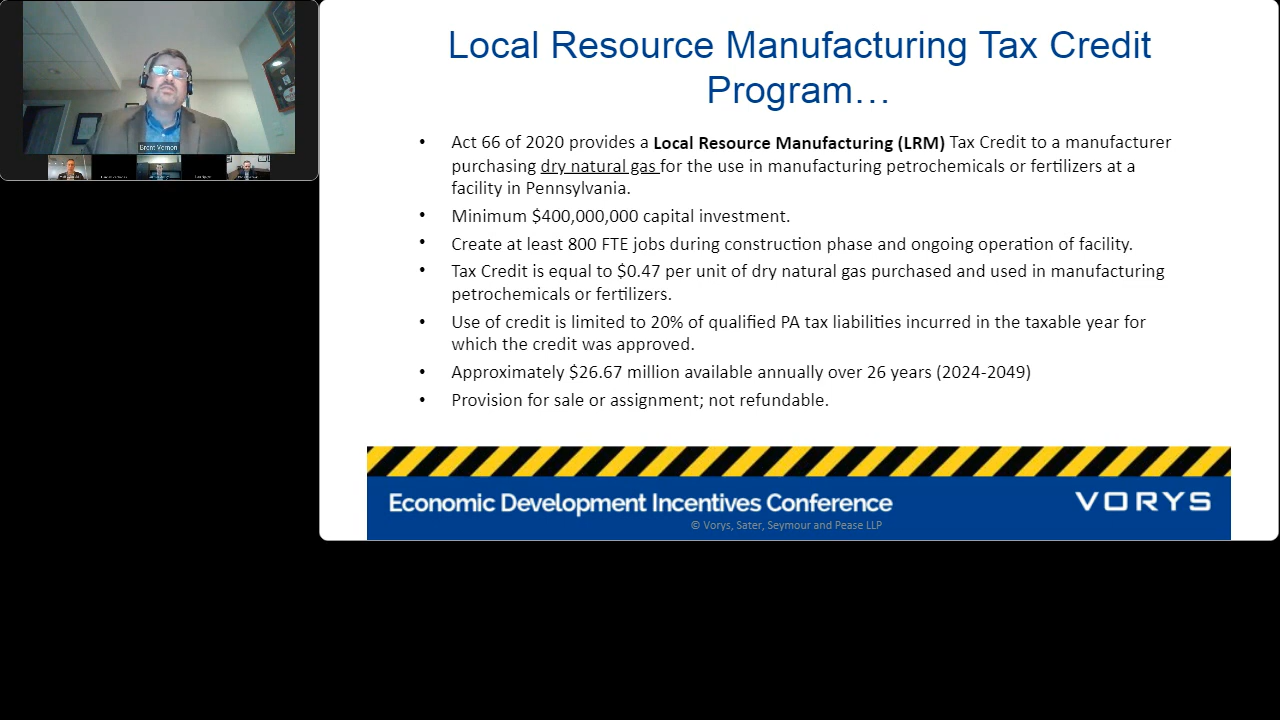 Local Resource Manufacturing Tax Credit
Program…
• Act 66 of 2020 provides a Local Resource Manufacturing (LRM) Tax Credit to a manufacturer
purchasing dry natural gas for the use in manufacturing petrochemicals or fertilizers at a
facility in Pennsylvania.
• Minimum $400,000,000 capital investment.
• Create at least 800 FTE jobs during construction phase and ongoing operation of facility.
• Tax Credit is equal to $0.47 per unit of dry natural gas purchased and used in manufacturing
petrochemicals or fertilizers.
• Use of credit is limited to 20% of qualified PA tax liabilities incurred in the taxable year for
which the credit was approved.
• Approximately $26.67 million available annually over 26 years (2024-2049)
• Provision for sale or assignment; not refundable.
Economic Development Incentives Conference
VORYS
© Vorys, Sater, Seymour and Pease LLP
Brent Vernon